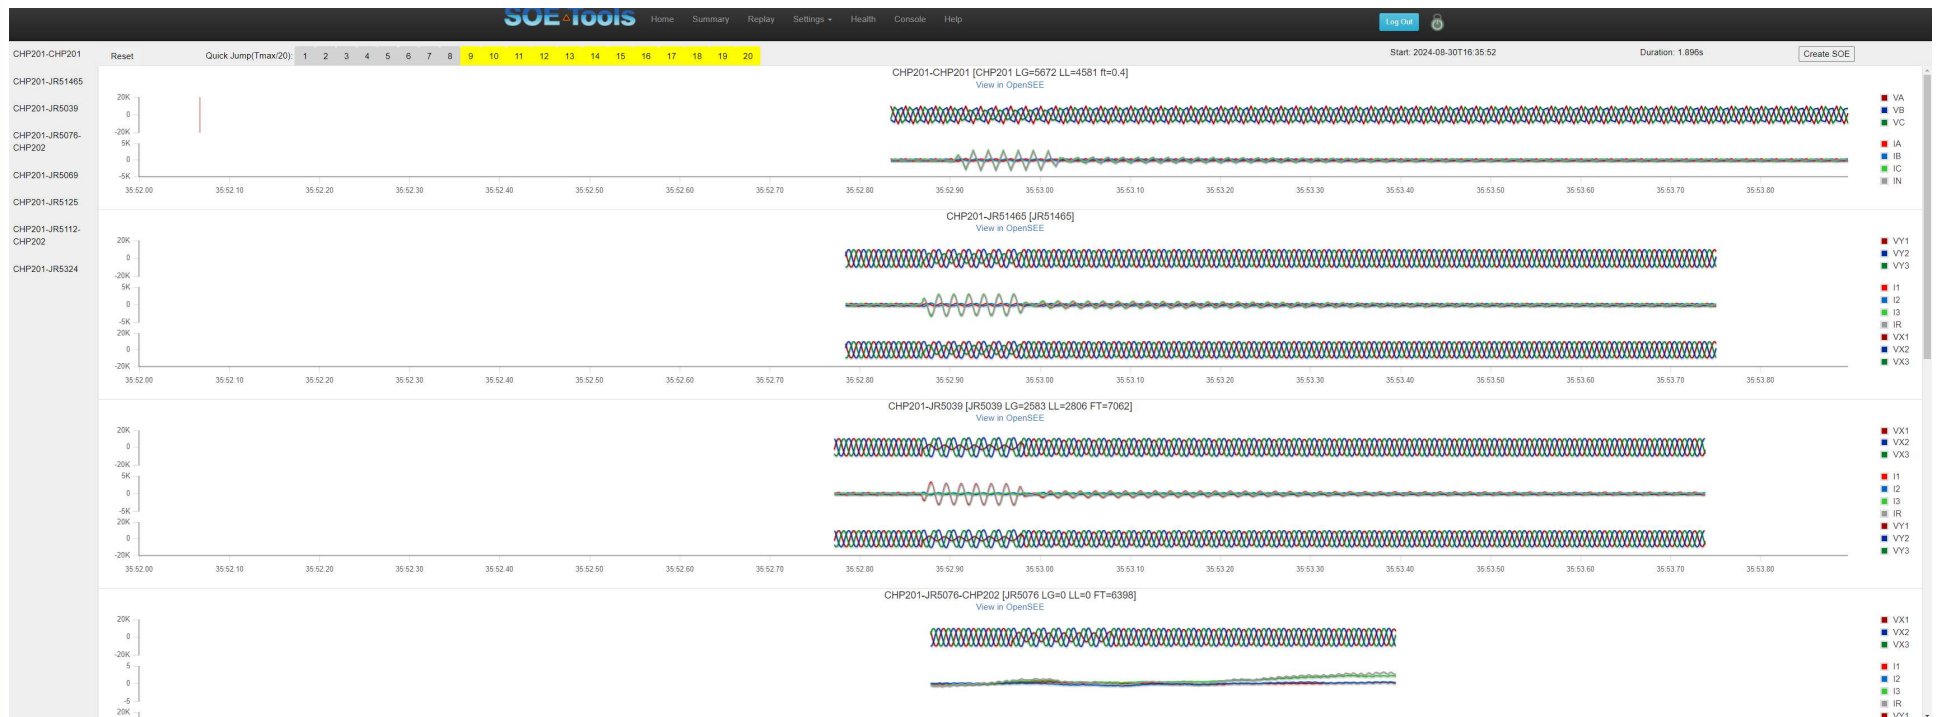 SOE Tools Home Summary Replay Settings Health Console Help Log Out
CHP201-CHP201
CHP201-JR51465
CHP201-JR5039
CHP201-JR5076-
CHP202
CHP201-JR5069
CHP201-JR5125
CHP201-JR5112-
CHP202
CHP201-JR5324
Reset Quick Jump(Tmax/20): 1 2 3 4 5 6 7 8 9 10 11 12 13 14 15 16 17 18 19 20 Start: 2024-08-30T16:35:52 Duration: 1.896s Create SOE
CHP201-CHP201 [CHP201 LG=5672 LL=4581 ft=0.4]
View in OpenSEE
20K
0
-20K
5K
0
-5K
VA
VB
VC
IA
IB
IC
IN
35:52.00 35:52.10 35:52.20 35:52.30 35:52.40 35:52.50 35:52.60 35:52.70 35:52.80 35:52.90 35:53.00 35:53.10 35:53.20 35:53.30 35:53.40 35:53.50 35:53.60 35:53.70 35:53.80
CHP201-JR51465 [JR51465]
View in OpenSEE
20K
0
-20K
5K
0
-5K
20K
0
-20K
VY1
VY2
VY3
I1
I2
I3
IR
VX1
VX2
VX3
35:52.00 35:52.10 35:52.20 35:52.30 35:52.40 35:52.50 35:52.60 35:52.70 35:52.80 35:52.90 35:53.00 35:53.10 35:53.20 35:53.30 35:53.40 35:53.50 35:53.60 35:53.70 35:53.80
CHP201-JR5039 [JR5039 LG=2583 LL=2806 FT=7062]
View in OpenSEE
20K
0
-20K
5K
0
-5K
20K
0
-20K
VX1
VX2
VX3
I1
I2
I3
IR
VY1
VY2
VY3
35:52.00 35:52.10 35:52.20 35:52.30 35:52.40 35:52.50 35:52.60 35:52.70 35:52.80 35:52.90 35:53.00 35:53.10 35:53.20 35:53.30 35:53.40 35:53.50 35:53.60 35:53.70 35:53.80
CHP201-JR5076-CHP202 [JR5076 LG=0 LL=0 FT=6398]
View in OpenSEE
20K
0
-20K
5
0
-5
20K
VX1
VX2
VX3
I1
I2
I3
IR
VY1